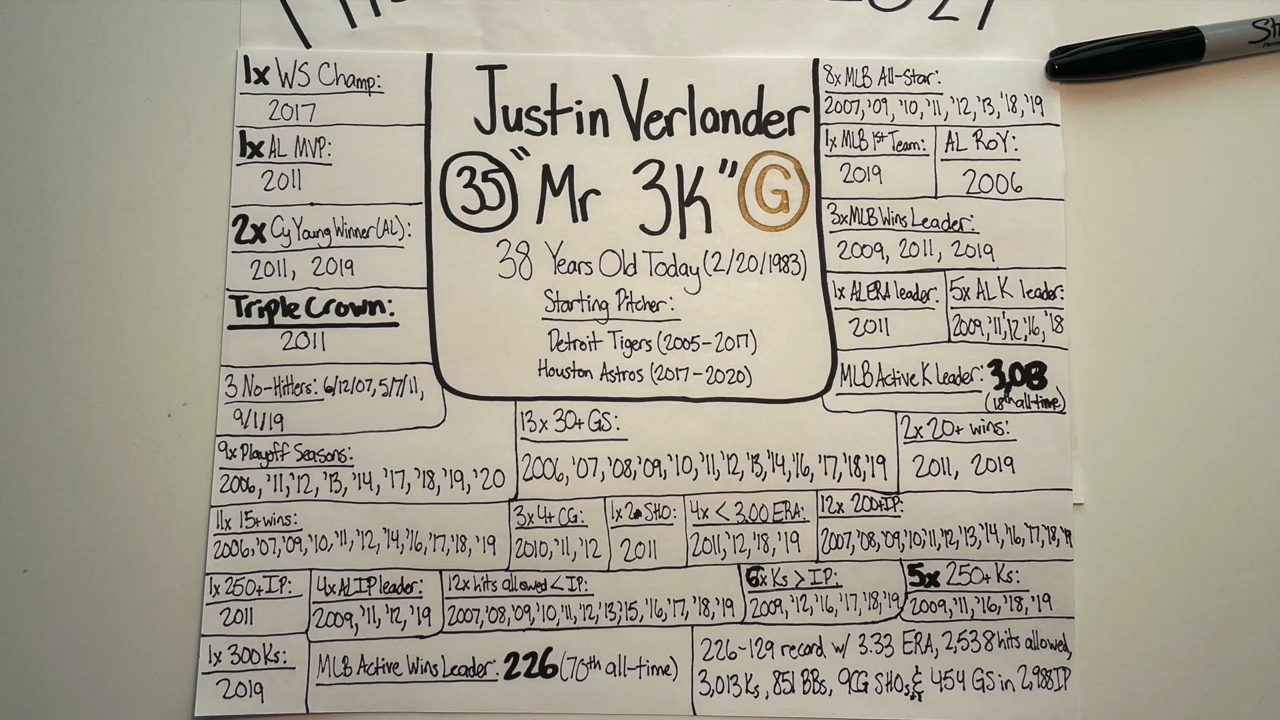 2021
1x WS Champ:
2017
1x AL MVP:
2011
2x Cy Young Winner (AL):
2011, 2019
Triple Crown:
2011
3 No-Hitters: 6/12/07, 5/7/11,
9/1/19
Justin Verlander
35 "Mr 3K" G
38 Years Old Today (2/20/1983)
Starting Pitcher:
Detroit Tigers (2005-2017)
Houston Astros (2017-2020)
8x MLB All-Star:
2007, '09, '10, '11, '12, '13, '18, '19
1x MLB 1st Team:
2019
AL RoY:
2006
3x MLB Wins Leader:
2009, 2011, 2019
1x AL ERA leader:
2011
5x AL K leader:
2009, '11, '12, '16, '18
MLB Active K Leader: 3,013
(18th all-time)
9x Playoff Seasons:
2006, '11, '12, '13, '14, '17, '18, '19, '20
13x 30+ GS:
2006, '07, '08, '09, '10, '11, '12, '13, '14, '16, '17, '18, '19
2x 20+ wins:
2011, 2019
11x 15+ wins:
2006, '07, '09, '10, '11, '12, '14, '16, '17, '18, '19
3x 4+ CG:
2010, '11, '12
1x 2 SHO:
2011
4x < 3.00 ERA:
2011, '12, '18, '19
12x 200+ IP:
2007, '08, '09, '10, '11, '12, '13, '14, '16, '17, '18, '19
1x 250+ IP:
2011
4x AL IP leader:
2009, '11, '12, '19
12x hits allowed < IP:
2007, '08, '09, '10, '11, '12, '13, '15, '16, '17, '18, '19
6x Ks > IP:
2009, '12, '16, '17, '18, '19
5x 250+ Ks:
2009, '11, '16, '18, '19
1x 300 Ks:
2019
MLB Active Wins Leader: 226 (70th all-time)
226-129 record w/ 3.33 ERA, 2,538 hits allowed,
3,013 Ks, 851 BBs, 9 CG SHOs, & 454 GS in 2,988 IP